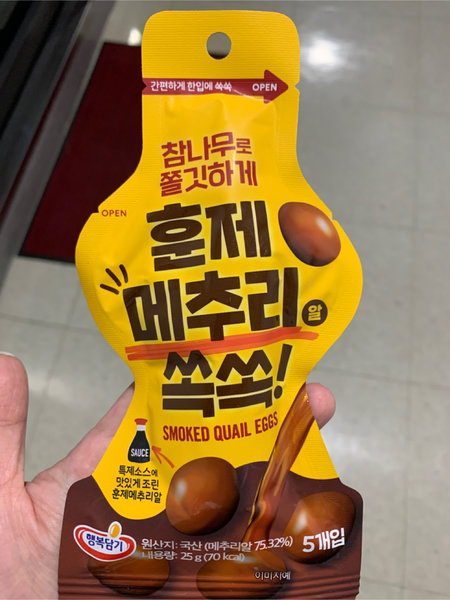 간편하게 한입에 쏙쏙 OPEN
참나무로
쫄깃하게
OPEN
훈제
메추리알
쏙쏙!
SMOKED QUAIL EGGS
SAUCE
특제소스에
맛있게 조린
훈제메추리알
행복담기
원산지: 국산 (메추리알 75.32%)
내용량: 25 g (70 kcal)
5개입
이미지예